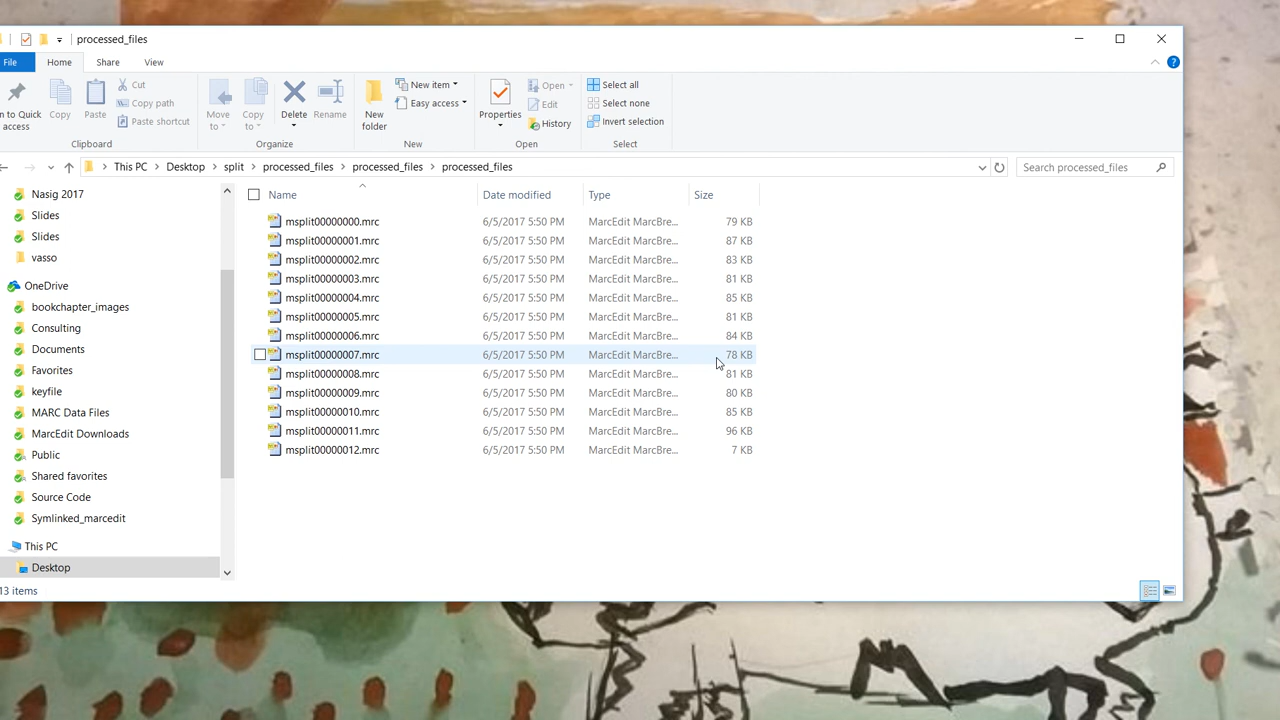 processed_files
File Home Share View
n to Quick access
Copy
Paste
Cut
Copy path
Paste shortcut
Clipboard
Move to
Copy to
Delete
Rename
Organize
New folder
New item
Easy access
New
Properties
Open
Edit
History
Open
Select all
Select none
Invert selection
Select
This PC > Desktop > split > processed_files > processed_files > processed_files
Search processed_files
Nasig 2017
Slides
Slides
vasso
OneDrive
bookchapter_images
Consulting
Documents
Favorites
keyfile
MARC Data Files
MarcEdit Downloads
Public
Shared favorites
Source Code
Symlinked_marcedit
This PC
Desktop
Name Date modified Type Size
msplit00000000.mrc 6/5/2017 5:50 PM MarcEdit MarcBre... 79 KB
msplit00000001.mrc 6/5/2017 5:50 PM MarcEdit MarcBre... 87 KB
msplit00000002.mrc 6/5/2017 5:50 PM MarcEdit MarcBre... 83 KB
msplit00000003.mrc 6/5/2017 5:50 PM MarcEdit MarcBre... 81 KB
msplit00000004.mrc 6/5/2017 5:50 PM MarcEdit MarcBre... 85 KB
msplit00000005.mrc 6/5/2017 5:50 PM MarcEdit MarcBre... 81 KB
msplit00000006.mrc 6/5/2017 5:50 PM MarcEdit MarcBre... 84 KB
msplit00000007.mrc 6/5/2017 5:50 PM MarcEdit MarcBre... 78 KB
msplit00000008.mrc 6/5/2017 5:50 PM MarcEdit MarcBre... 81 KB
msplit00000009.mrc 6/5/2017 5:50 PM MarcEdit MarcBre... 80 KB
msplit00000010.mrc 6/5/2017 5:50 PM MarcEdit MarcBre... 85 KB
msplit00000011.mrc 6/5/2017 5:50 PM MarcEdit MarcBre... 96 KB
msplit00000012.mrc 6/5/2017 5:50 PM MarcEdit MarcBre... 7 KB
13 items